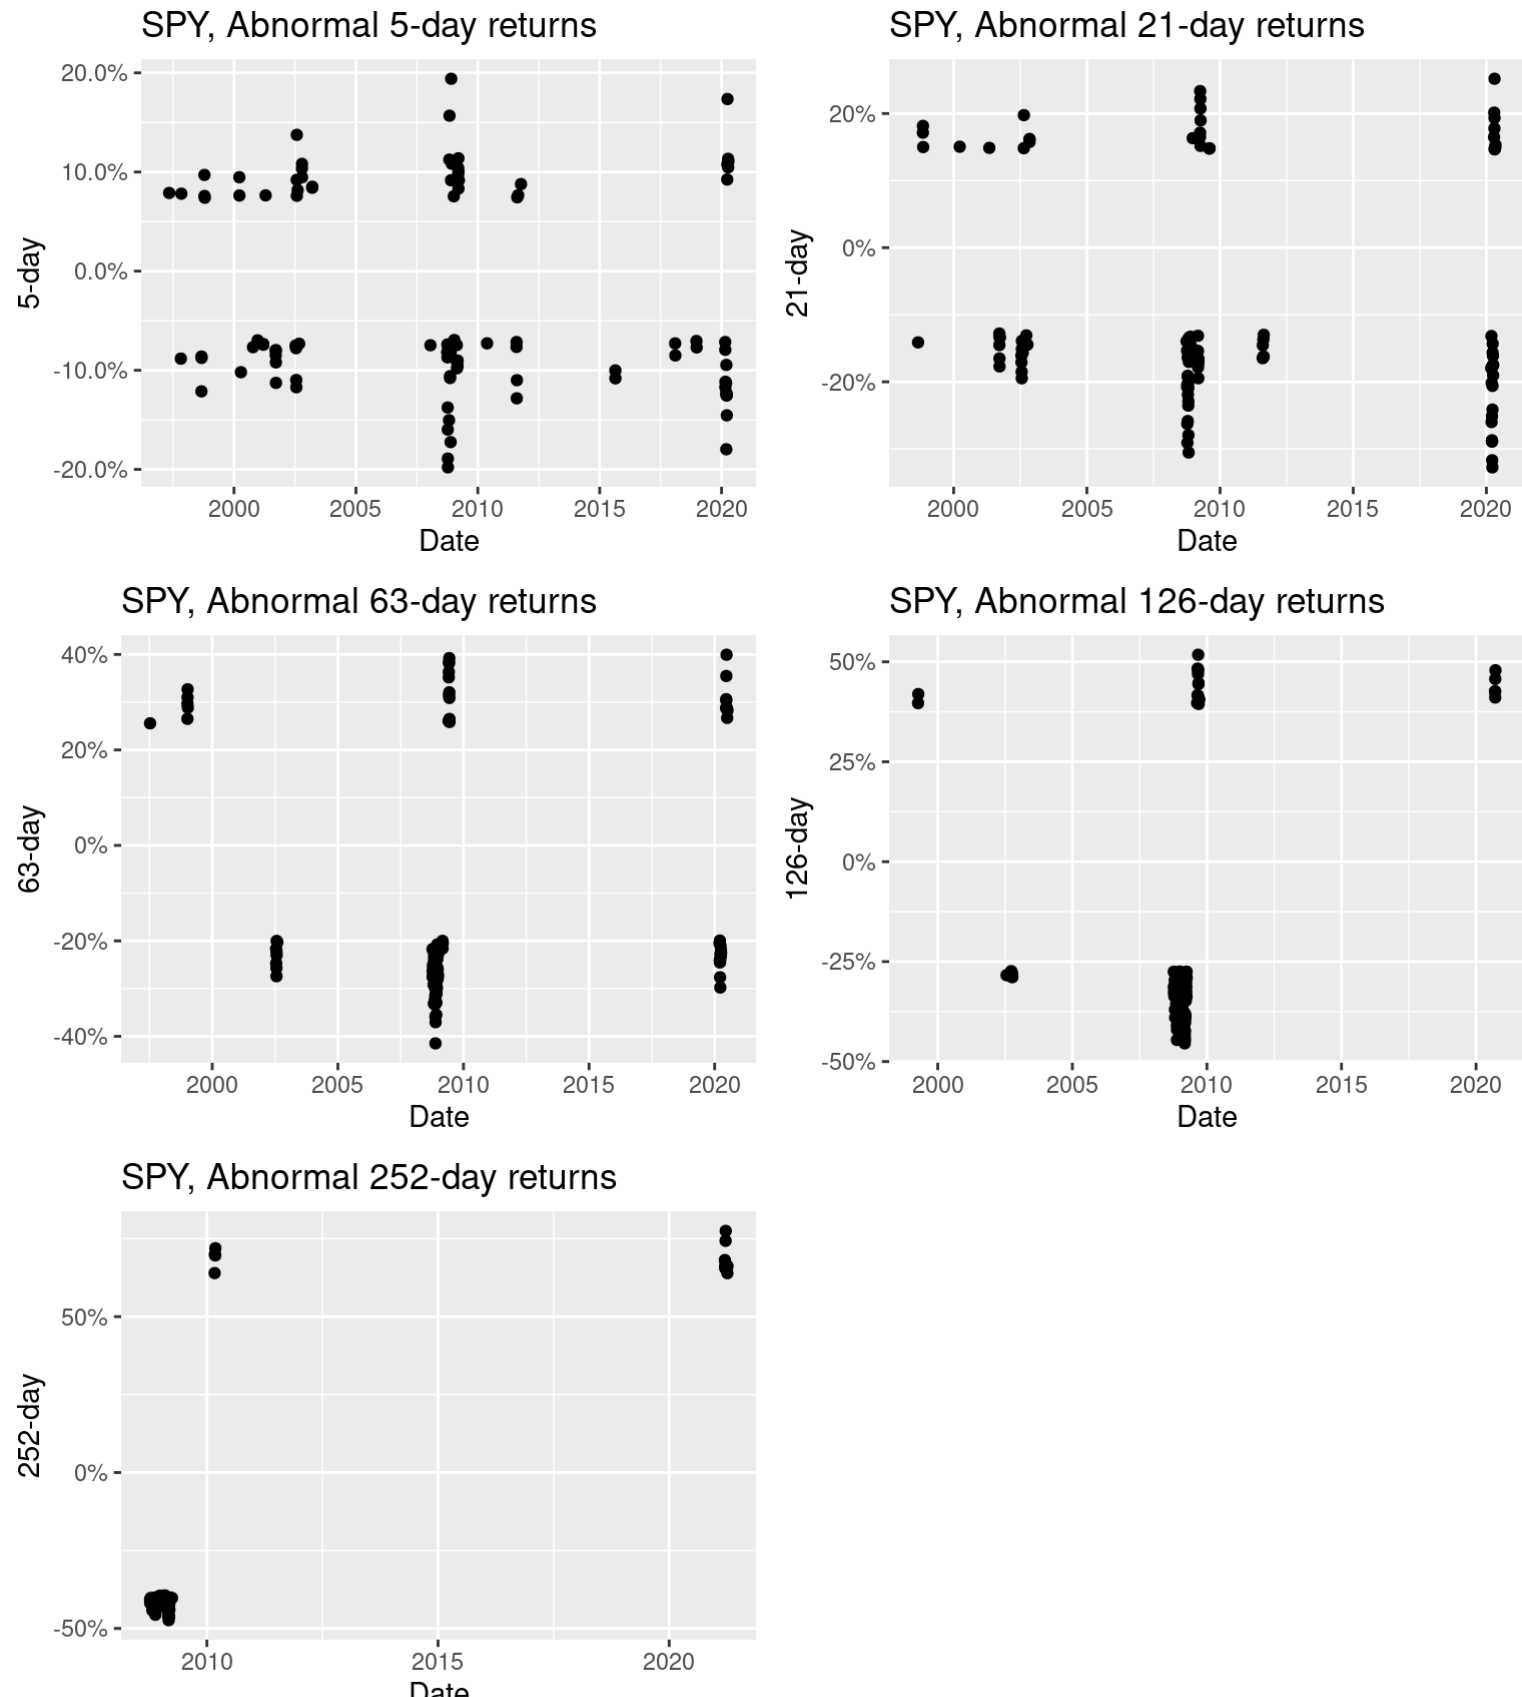 SPY, Abnormal 5-day returns
20.0%
10.0%
0.0%
-10.0%
-20.0%
5-day
2000 2005 2010 2015 2020
Date
SPY, Abnormal 21-day returns
20%
0%
-20%
21-day
2000 2005 2010 2015 2020
Date
SPY, Abnormal 63-day returns
40%
20%
0%
-20%
-40%
63-day
2000 2005 2010 2015 2020
Date
SPY, Abnormal 126-day returns
50%
25%
0%
-25%
-50%
126-day
2000 2005 2010 2015 2020
Date
SPY, Abnormal 252-day returns
50%
0%
-50%
252-day
2010 2015 2020
Date